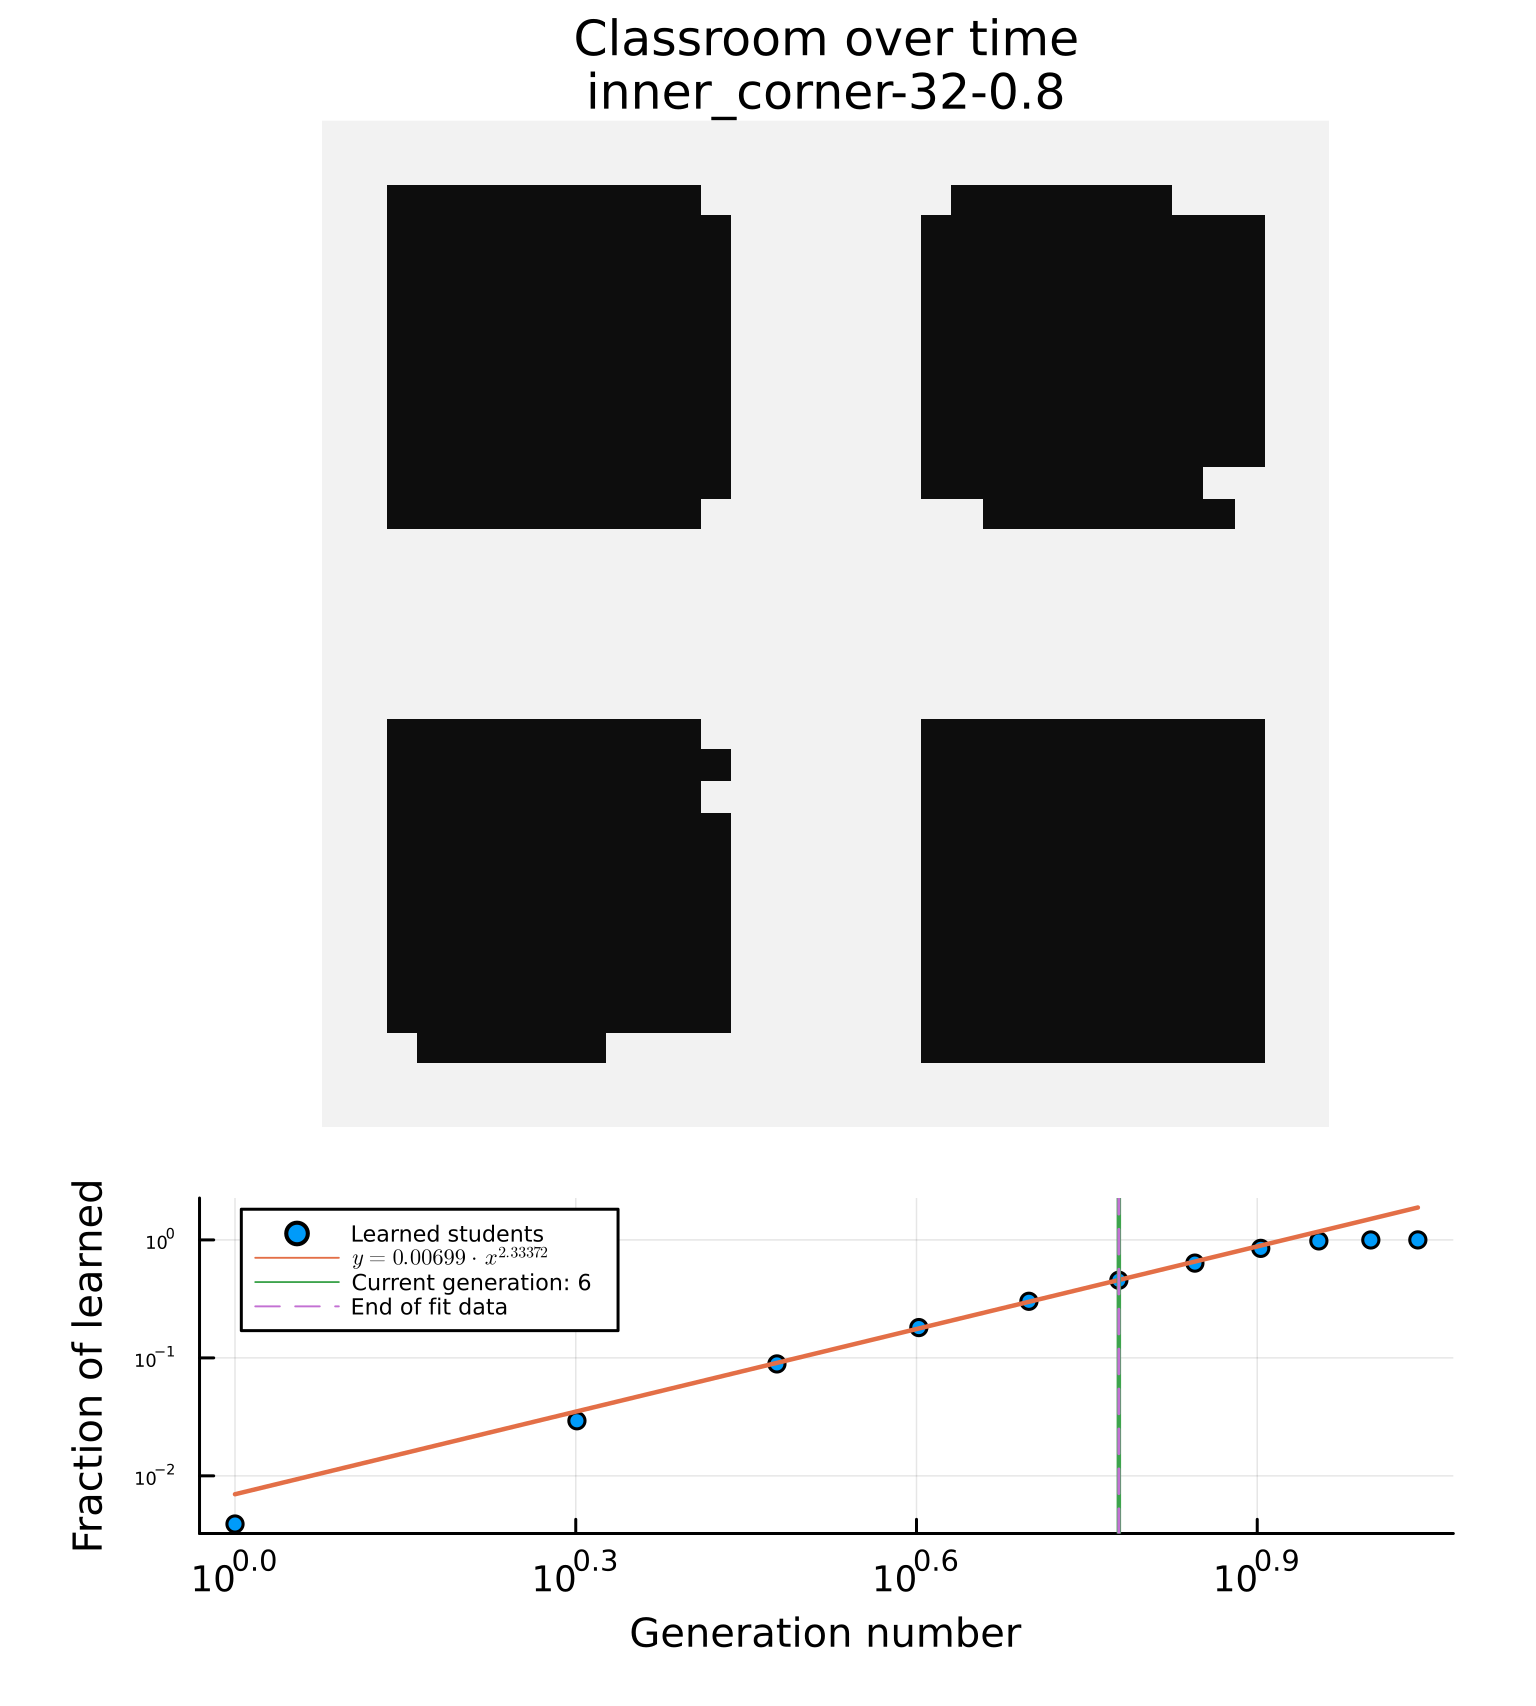 Classroom over time
inner_corner-32-0.8
Fraction of learned
10^0
10^-1
10^-2
Learned students
y = 0.00699 · x^2.33372
Current generation: 6
End of fit data
10^0.0 10^0.3 10^0.6 10^0.9
Generation number